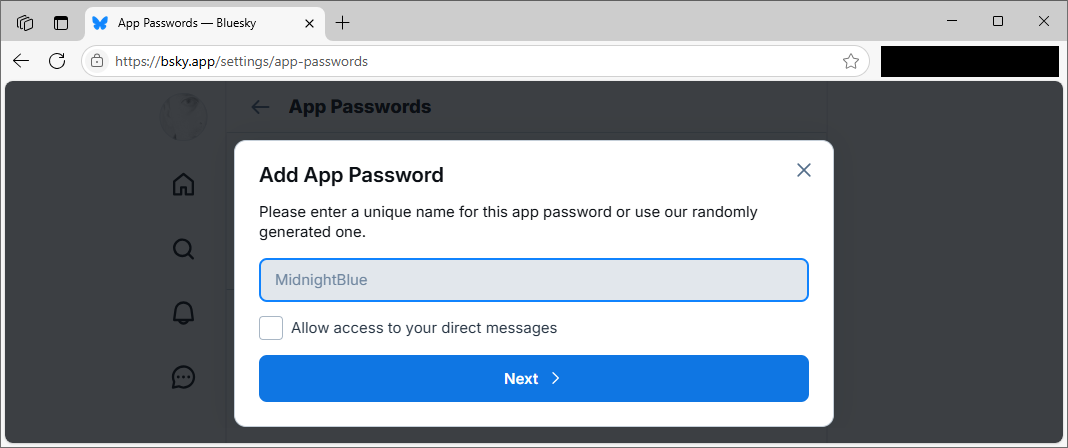 App Passwords — Bluesky
https://bsky.app/settings/app-passwords
App Passwords
Add App Password
Please enter a unique name for this app password or use our randomly
generated one.
MidnightBlue
Allow access to your direct messages
Next